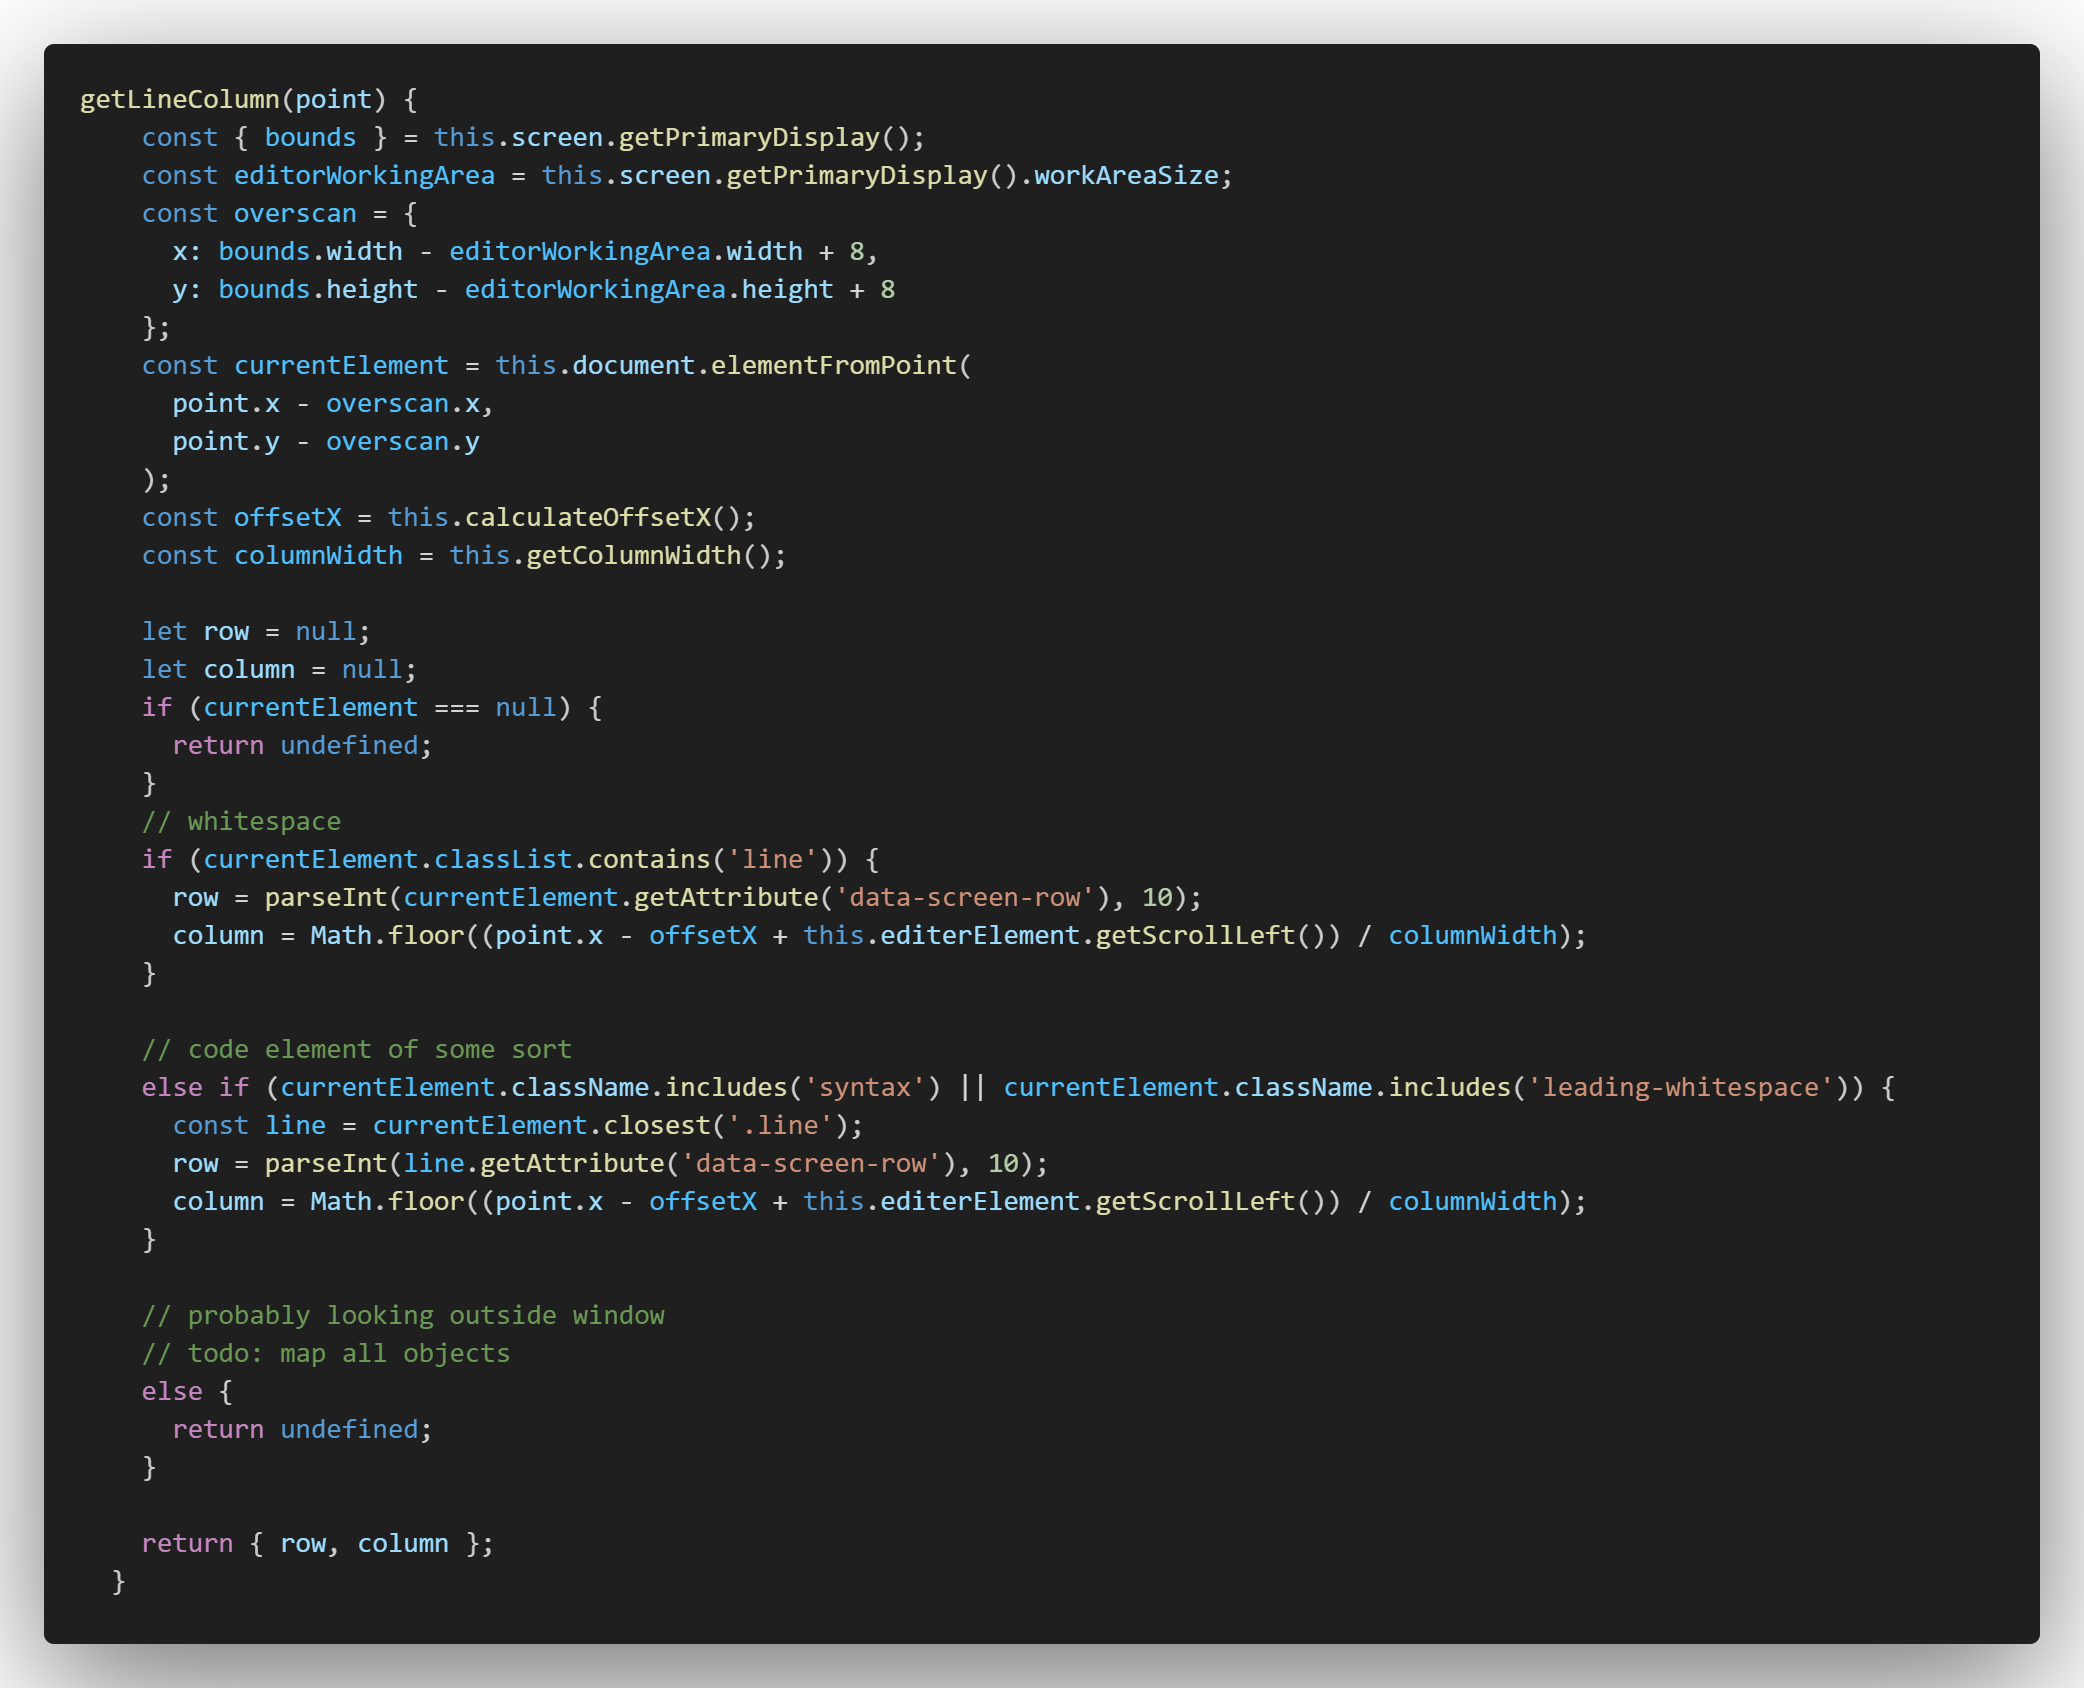 getLineColumn(point) {
    const { bounds } = this.screen.getPrimaryDisplay();
    const editorWorkingArea = this.screen.getPrimaryDisplay().workAreaSize;
    const overscan = {
      x: bounds.width - editorWorkingArea.width + 8,
      y: bounds.height - editorWorkingArea.height + 8
    };
    const currentElement = this.document.elementFromPoint(
      point.x - overscan.x,
      point.y - overscan.y
    );
    const offsetX = this.calculateOffsetX();
    const columnWidth = this.getColumnWidth();

    let row = null;
    let column = null;
    if (currentElement === null) {
      return undefined;
    }
    // whitespace
    if (currentElement.classList.contains('line')) {
      row = parseInt(currentElement.getAttribute('data-screen-row'), 10);
      column = Math.floor((point.x - offsetX + this.editerElement.getScrollLeft()) / columnWidth);
    }

    // code element of some sort
    else if (currentElement.className.includes('syntax') || currentElement.className.includes('leading-whitespace')) {
      const line = currentElement.closest('.line');
      row = parseInt(line.getAttribute('data-screen-row'), 10);
      column = Math.floor((point.x - offsetX + this.editerElement.getScrollLeft()) / columnWidth);
    }

    // probably looking outside window
    // todo: map all objects
    else {
      return undefined;
    }

    return { row, column };
  }